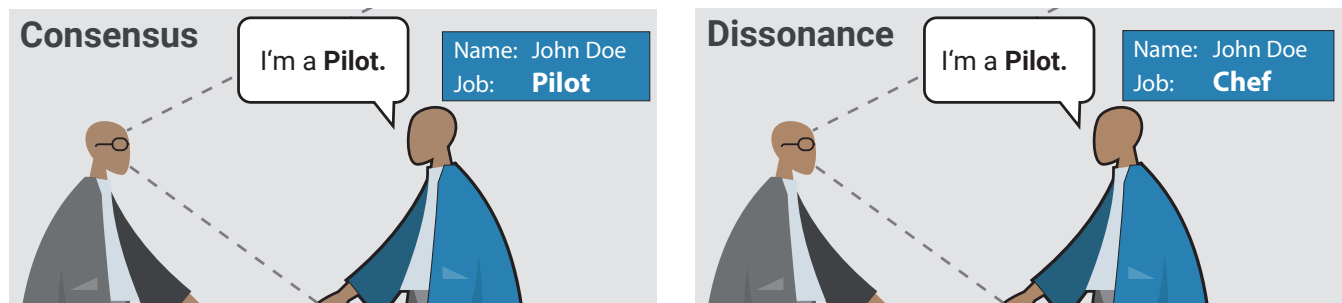 Consensus
I'm a Pilot.
Name: John Doe
Job: Pilot
Dissonance
I'm a Pilot.
Name: John Doe
Job: Chef